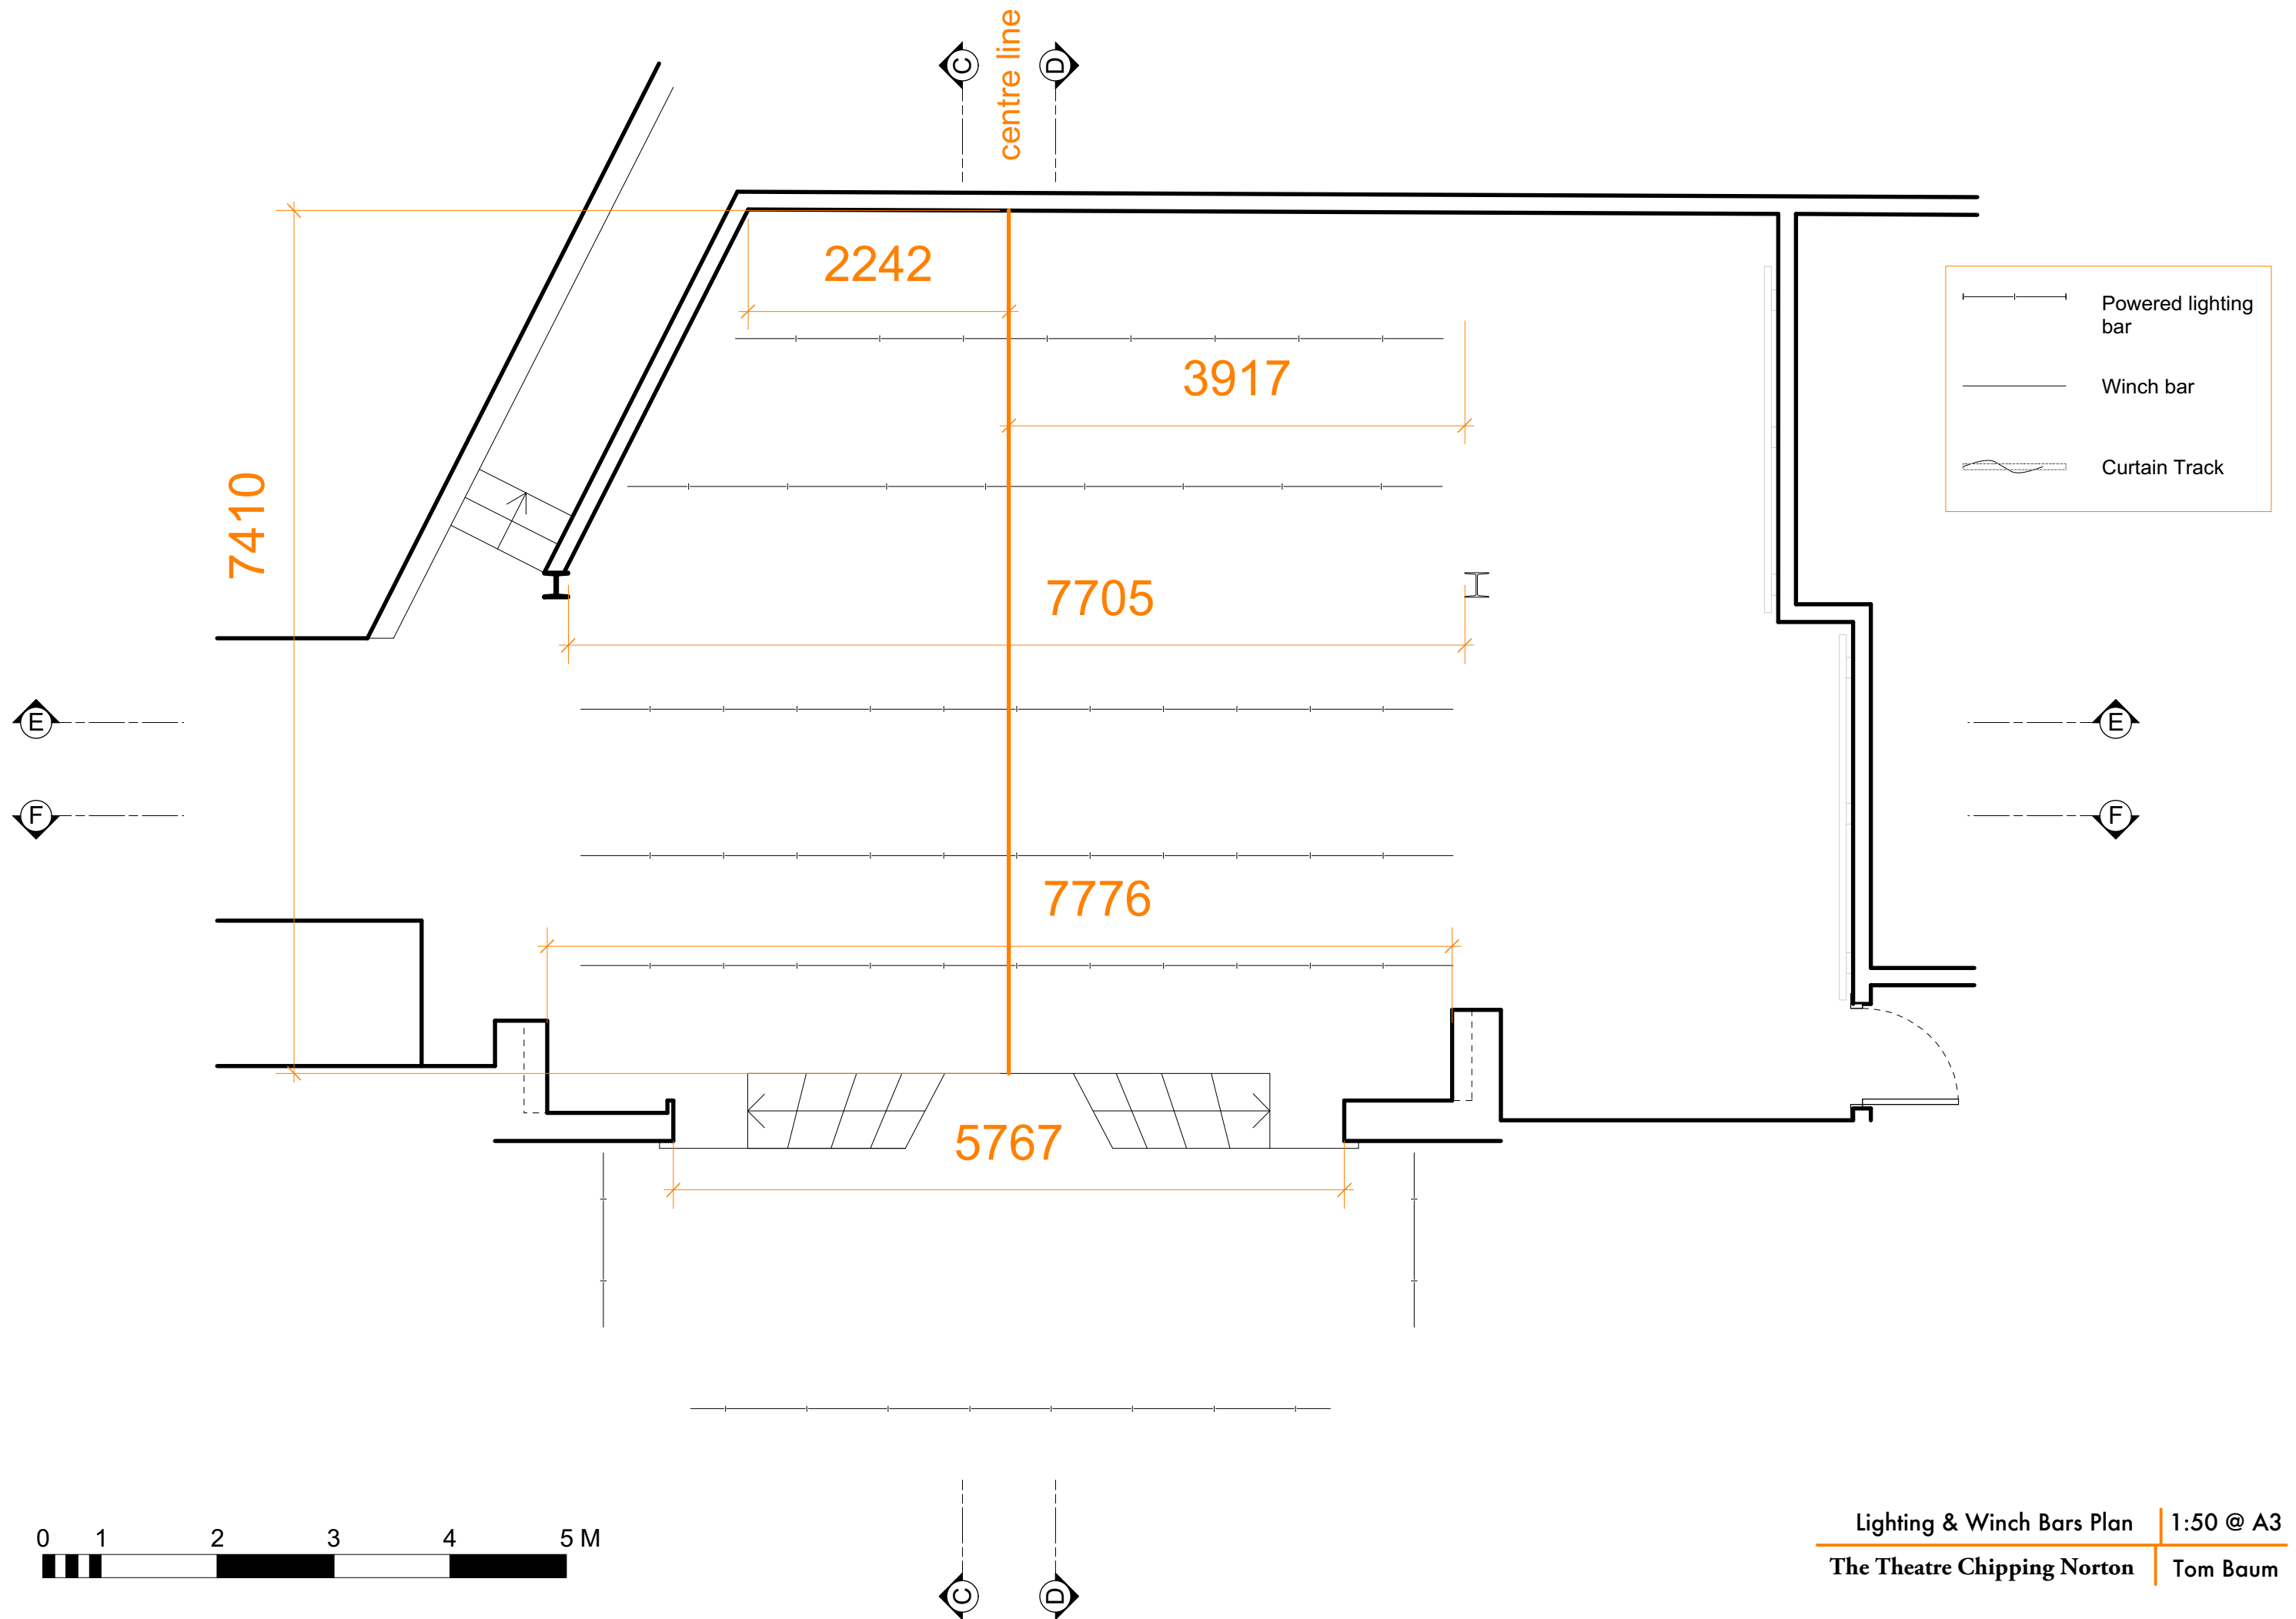 C
centre line
D
2242
3917
Powered lighting
bar
Winch bar
Curtain Track
7410
7705
E
E
F
F
7776
5767
0 1 2 3 4 5 M
Lighting & Winch Bars Plan 1:50 @ A3
The Theatre Chipping Norton Tom Baum
C
D